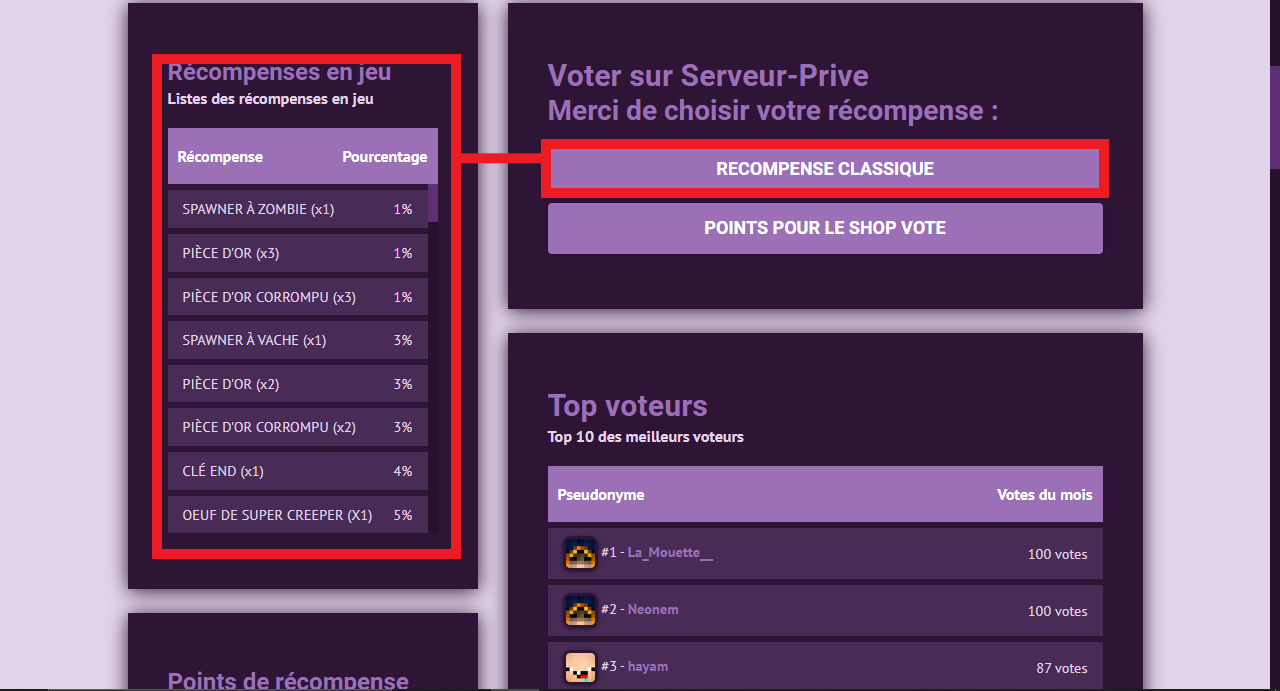 Récompenses en jeu
Listes des récompenses en jeu
Récompense Pourcentage
SPAWNER À ZOMBIE (x1) 1%
PIÈCE D'OR (x3) 1%
PIÈCE D'OR CORROMPU (x3) 1%
SPAWNER À VACHE (x1) 3%
PIÈCE D'OR (x2) 3%
PIÈCE D'OR CORROMPU (x2) 3%
CLÉ END (x1) 4%
OEUF DE SUPER CREEPER (X1) 5%
Points de récompense
Voter sur Serveur-Prive
Merci de choisir votre récompense :
RECOMPENSE CLASSIQUE
POINTS POUR LE SHOP VOTE
Top voteurs
Top 10 des meilleurs voteurs
Pseudonyme Votes du mois
#1 - La_Mouette__ 100 votes
#2 - Neonem 100 votes
#3 - hayam 87 votes